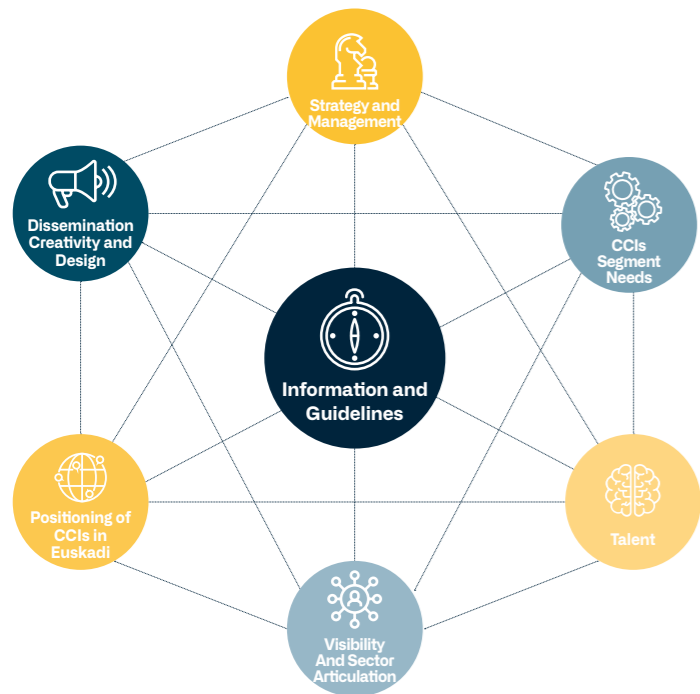 Strategy and
Management
Dissemination
Creativity and
Design
CCIs
Segment
Needs
Information and
Guidelines
Positioning of
CCIs in
Euskadi
Talent
Visibility
And Sector
Articulation